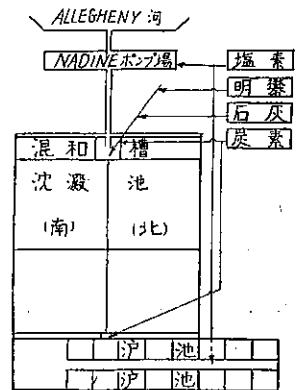 ALLEGHENY 河
NADINE ポンプ場
塩素
明礬
石灰
炭素
混和槽
沈澱池
(南) (北)
沪池
沪池